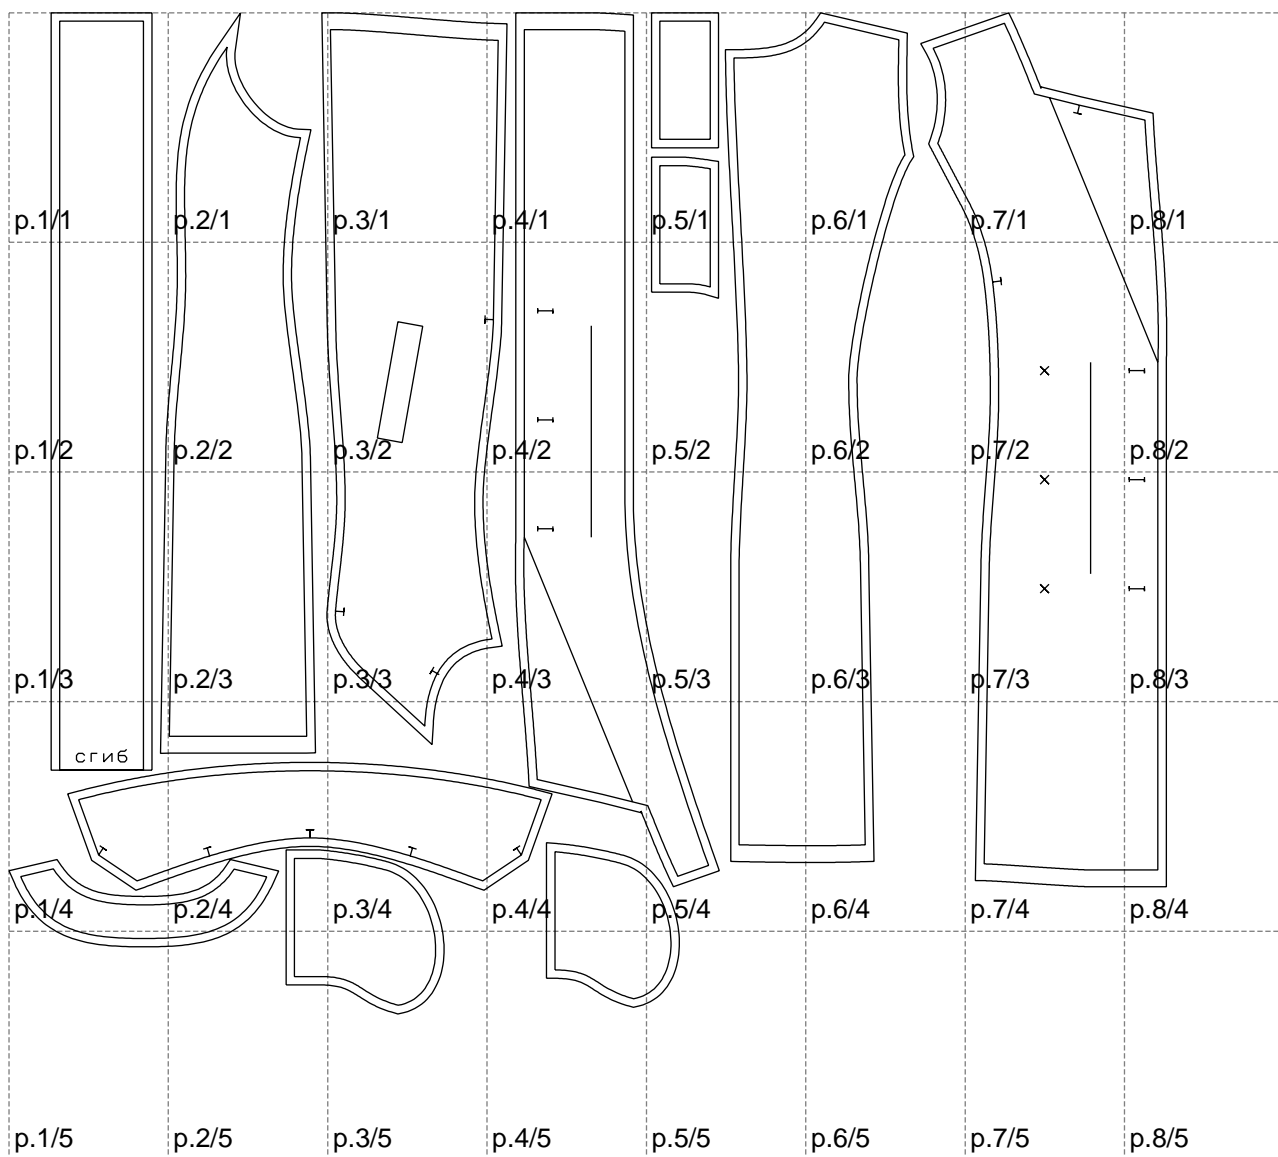 p.1/1 p.2/1 p.3/1 p.4/1 p.5/1 p.6/1 p.7/1 p.8/1
p.1/2 p.2/2 p.3/2 p.4/2 p.5/2 p.6/2 p.7/2 p.8/2
p.1/3 p.2/3 p.3/3 p.4/3 p.5/3 p.6/3 p.7/3 p.8/3
сгиб
p.1/4 p.2/4 p.3/4 p.4/4 p.5/4 p.6/4 p.7/4 p.8/4
p.1/5 p.2/5 p.3/5 p.4/5 p.5/5 p.6/5 p.7/5 p.8/5